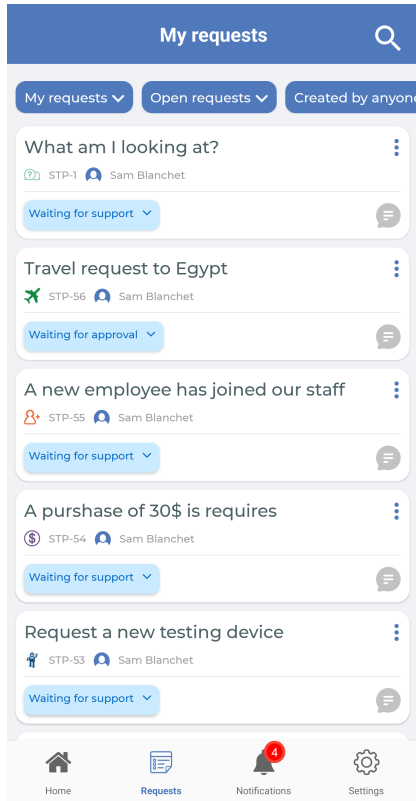 My requests
My requests
Open requests
Created by anyon
What am I looking at?
STP-1 Sam Blanchet
Waiting for support
Travel request to Egypt
STP-56 Sam Blanchet
Waiting for approval
A new employee has joined our staff
STP-55 Sam Blanchet
Waiting for support
A purshase of 30$ is requires
$ STP-54 Sam Blanchet
Waiting for support
Request a new testing device
STP-53 Sam Blanchet
Waiting for support
4
Home Requests Notifications Settings